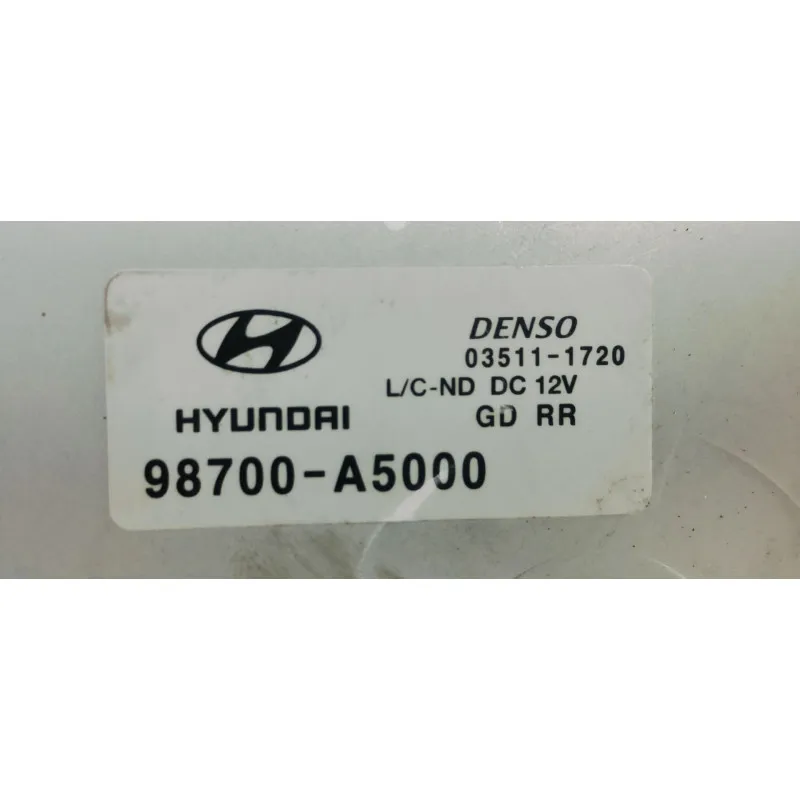 DENSO
03511-1720
L/C-ND DC 12V
HYUNDAI GD RR
98700-A5000